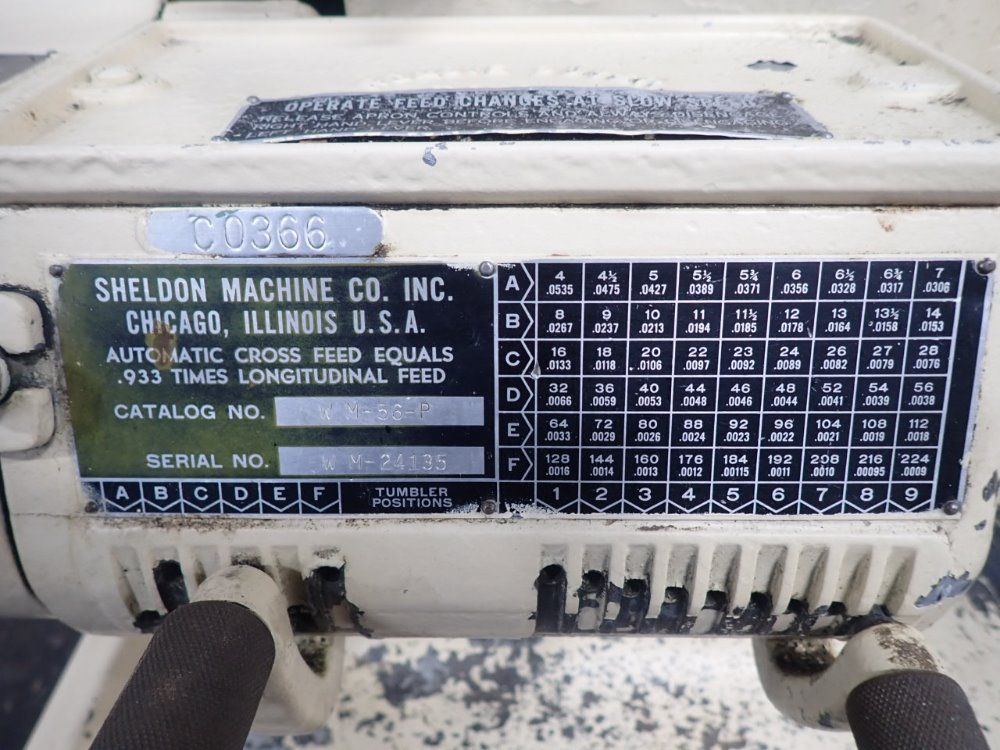 OPERATE FEED CHANGES AT SLOW
RELEASE APRON CONTROLS AND ALWAYS
C0366
SHELDON MACHINE CO. INC.
CHICAGO, ILLINOIS U.S.A.
AUTOMATIC CROSS FEED EQUALS
.933 TIMES LONGITUDINAL FEED
CATALOG NO. WM-56-P
SERIAL NO. WM-24135
A B C D E F TUMBLER POSITIONS
A 4 4½ 5 5½ 5¾ 6 6½ 6¾ 7
.0535 .0475 .0427 .0389 .0371 .0356 .0328 .0317 .0306
B 8 9 10 11 11½ 12 13 13½ 14
.0267 .0237 .0213 .0194 .0185 .0178 .0164 .0158 .0153
C 16 18 20 22 23 24 26 27 28
.0133 .0118 .0106 .0097 .0092 .0089 .0082 .0079 .0076
D 32 36 40 44 46 48 52 54 56
.0066 .0059 .0053 .0048 .0046 .0044 .0041 .0039 .0038
E 64 72 80 88 92 96 104 108 112
.0033 .0029 .0026 .0024 .0023 .0022 .0021 .0019 .0018
F 128 144 160 176 184 192 208 216 224
.0016 .0014 .0013 .0012 .00115 .0011 .0010 .00095 .0009
1 2 3 4 5 6 7 8 9